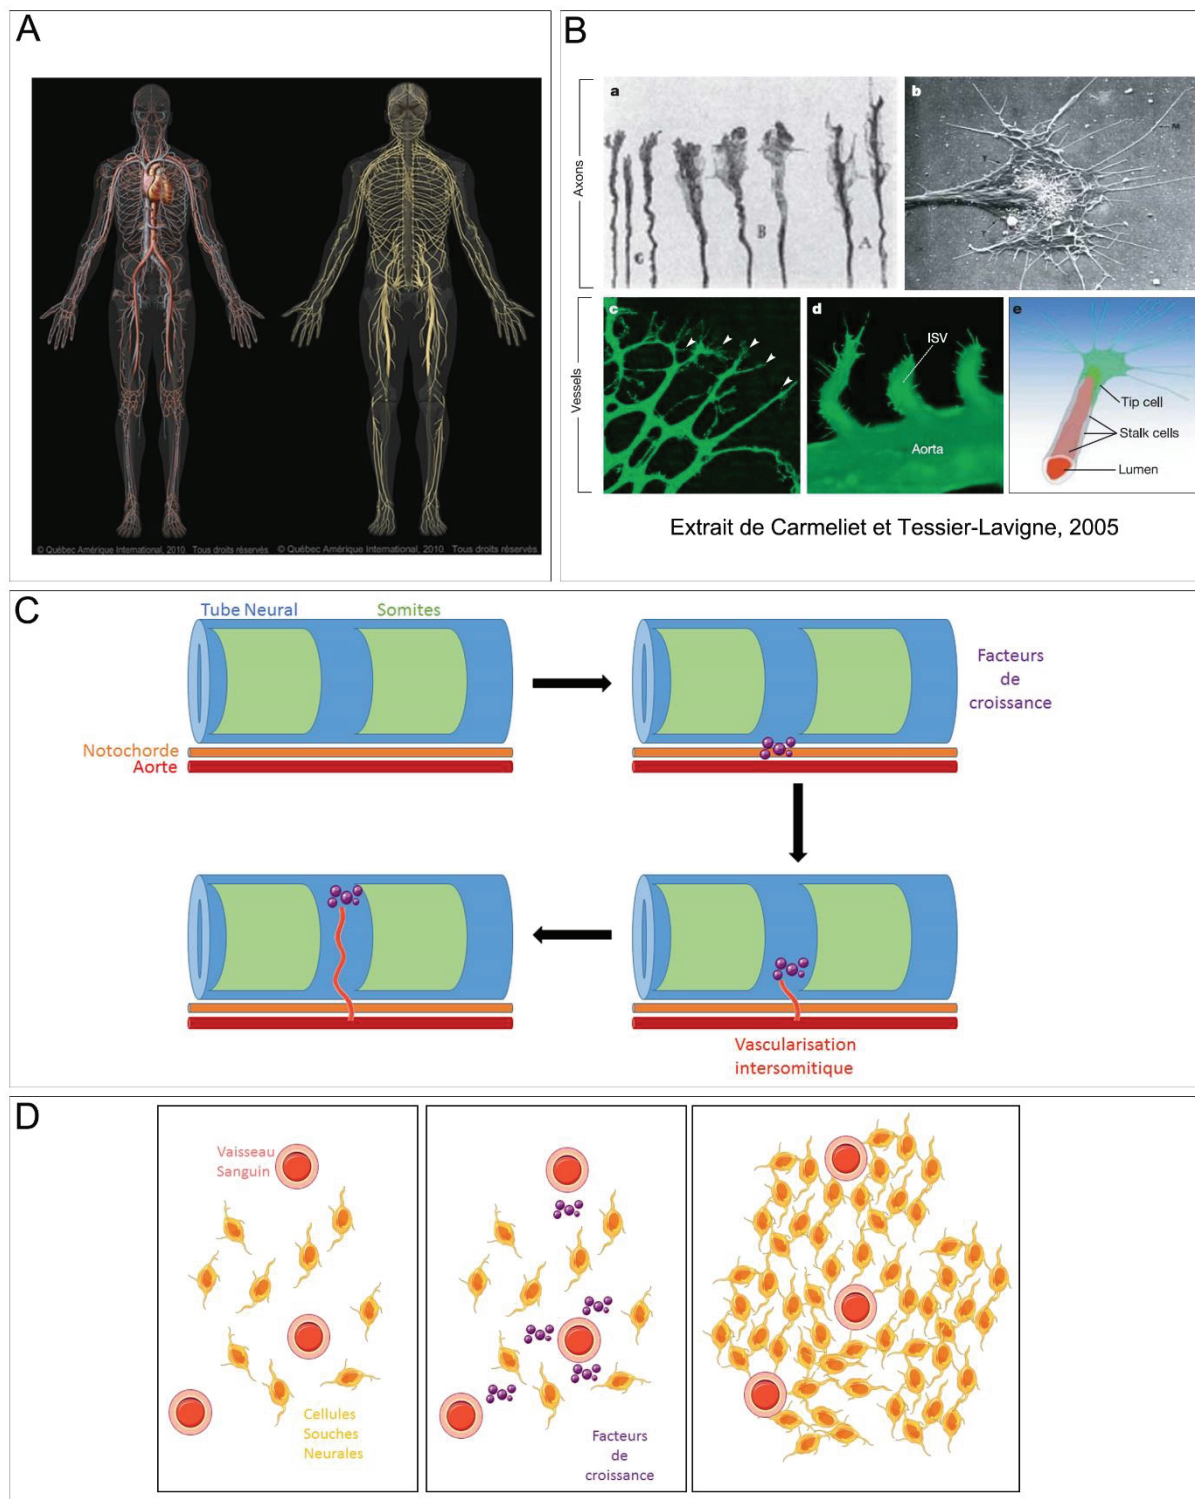 A
© Québec Amérique International, 2010 Tous droits réservés
© Québec Amérique International, 2010 Tous droits réservés
B
Axons
a
C
B
A
b
Vessels
c
d
ISV
Aorta
e
Tip cell
Stalk cells
Lumen
Extrait de Carmeliet et Tessier-Lavigne, 2005
C
Tube Neural
Somites
Notochorde
Aorte
Facteurs
de
croissance
Vascularisation
intersomitique
D
Vaisseau
Sanguin
Cellules
Souches
Neurales
Facteurs
de
croissance